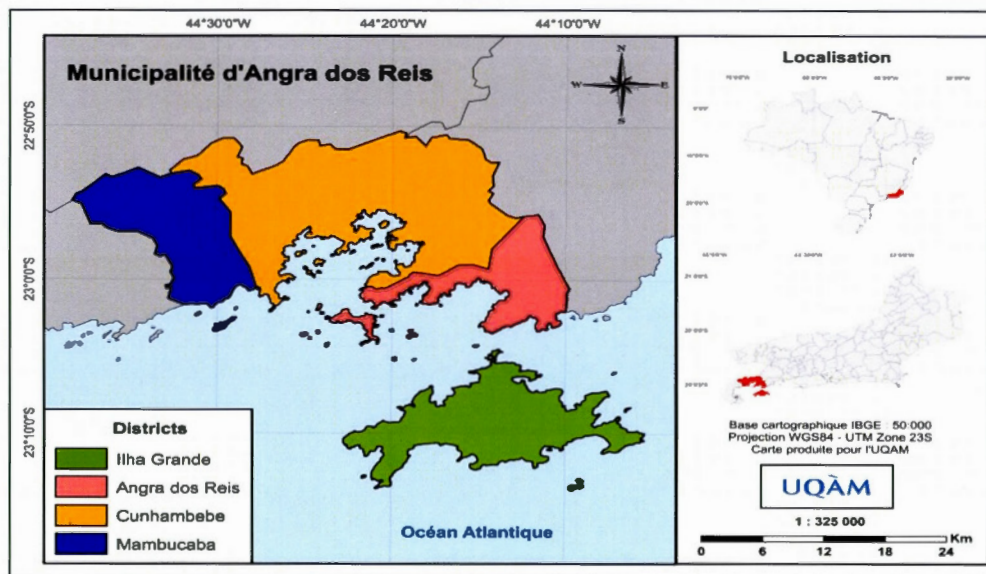 44°30'0"W 44°20'0"W 44°10'0"W
Municipalité d'Angra dos Reis
N
W E
S
22°50'0"S
23°0'0"S
23°10'0"S
Districts
Ilha Grande
Angra dos Reis
Cunhambebe
Mambucaba
Océan Atlantique
Localisation
Base cartographique IBGE : 50'000
Projection WGS84 - UTM Zone 23S
Carte produite pour l'UQAM
UQÀM
1 : 325 000
0 6 12 18 24 Km